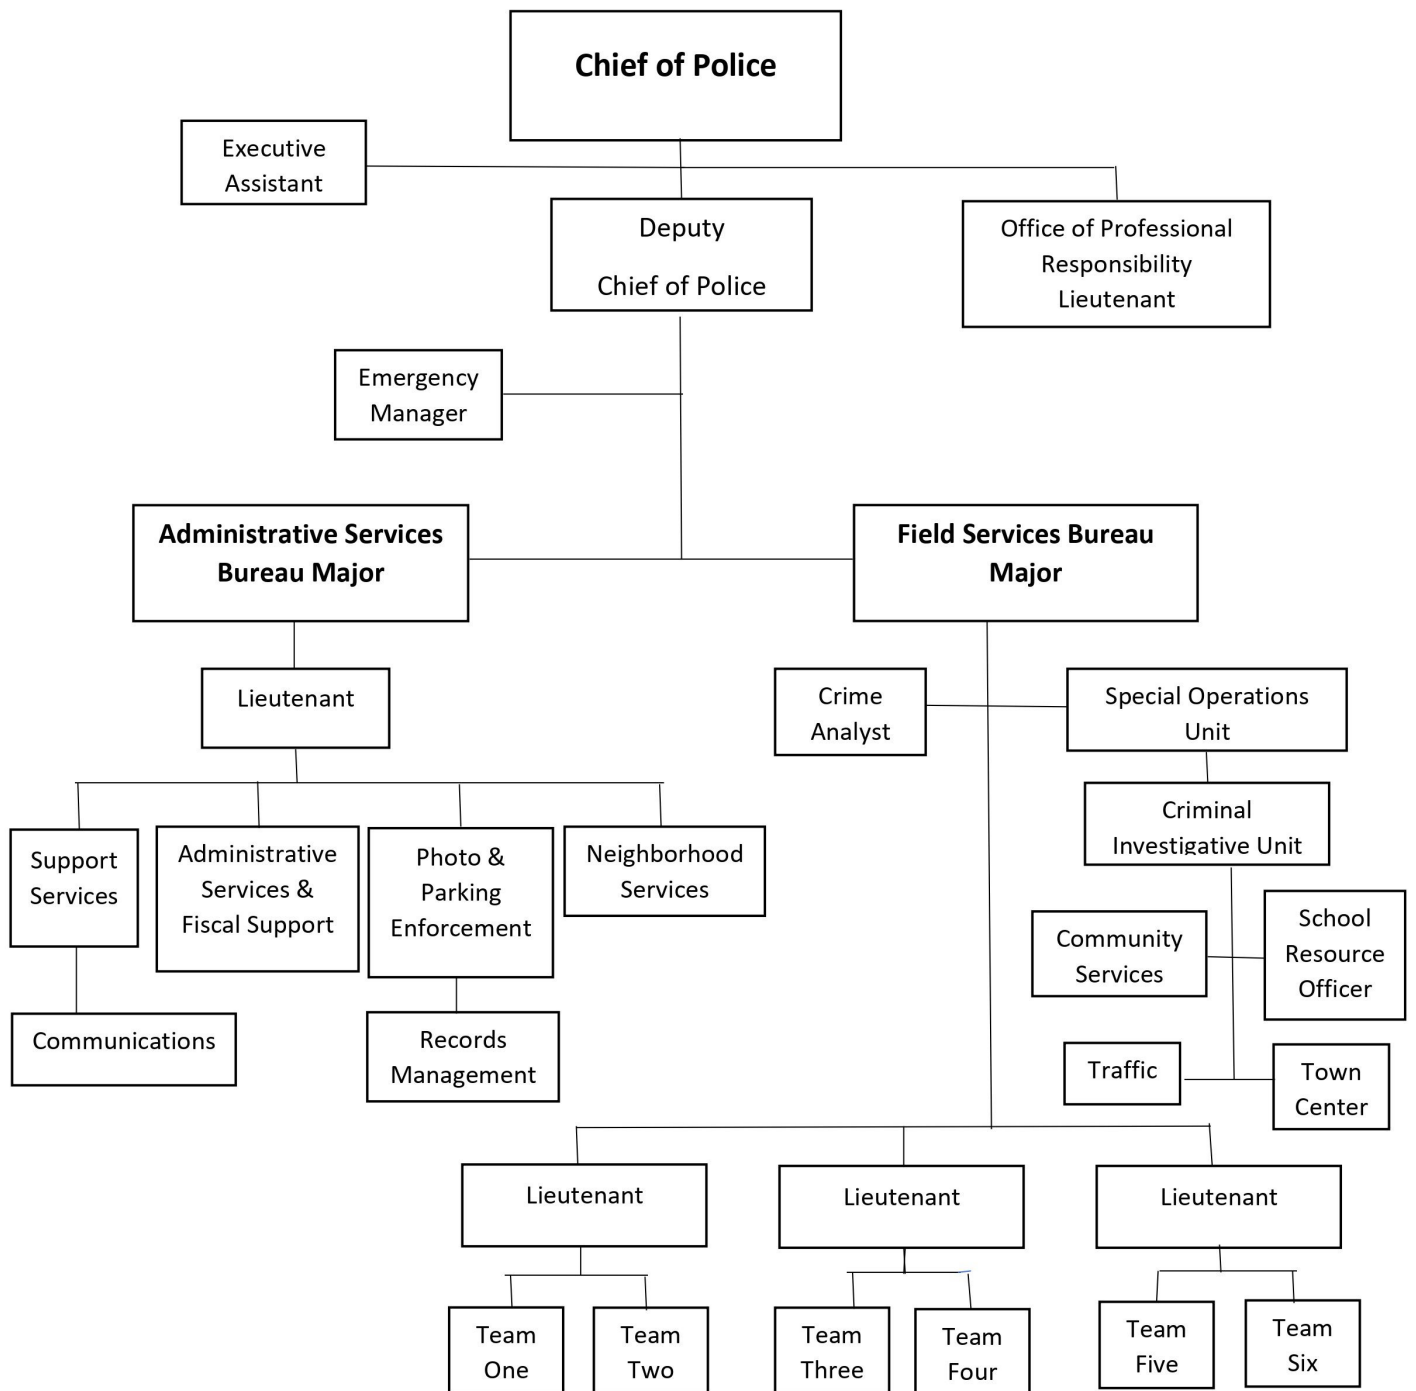 Chief of Police
Executive
Assistant
Deputy
Chief of Police
Office of Professional
Responsibility
Lieutenant
Emergency
Manager
Administrative Services
Bureau Major
Field Services Bureau
Major
Lieutenant
Crime
Analyst
Special Operations
Unit
Criminal
Investigative Unit
Support
Services
Administrative
Services &
Fiscal Support
Photo &
Parking
Enforcement
Neighborhood
Services
Community
Services
School
Resource
Officer
Communications
Records
Management
Traffic
Town
Center
Lieutenant
Lieutenant
Lieutenant
Team
One
Team
Two
Team
Three
Team
Four
Team
Five
Team
Six